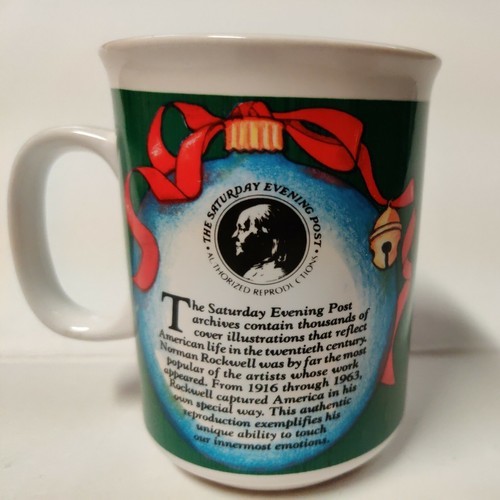 THE SATURDAY EVENING POST
AUTHORIZED REPRODUCTIONS
The Saturday Evening Post
archives contain thousands of
cover illustrations that reflect
American life in the twentieth century.
Norman Rockwell was by far the most
popular of the artists whose work
appeared. From 1916 through 1963,
Rockwell captured America in his
own special way. This authentic
reproduction exemplifies his
unique ability to touch
our innermost emotions.